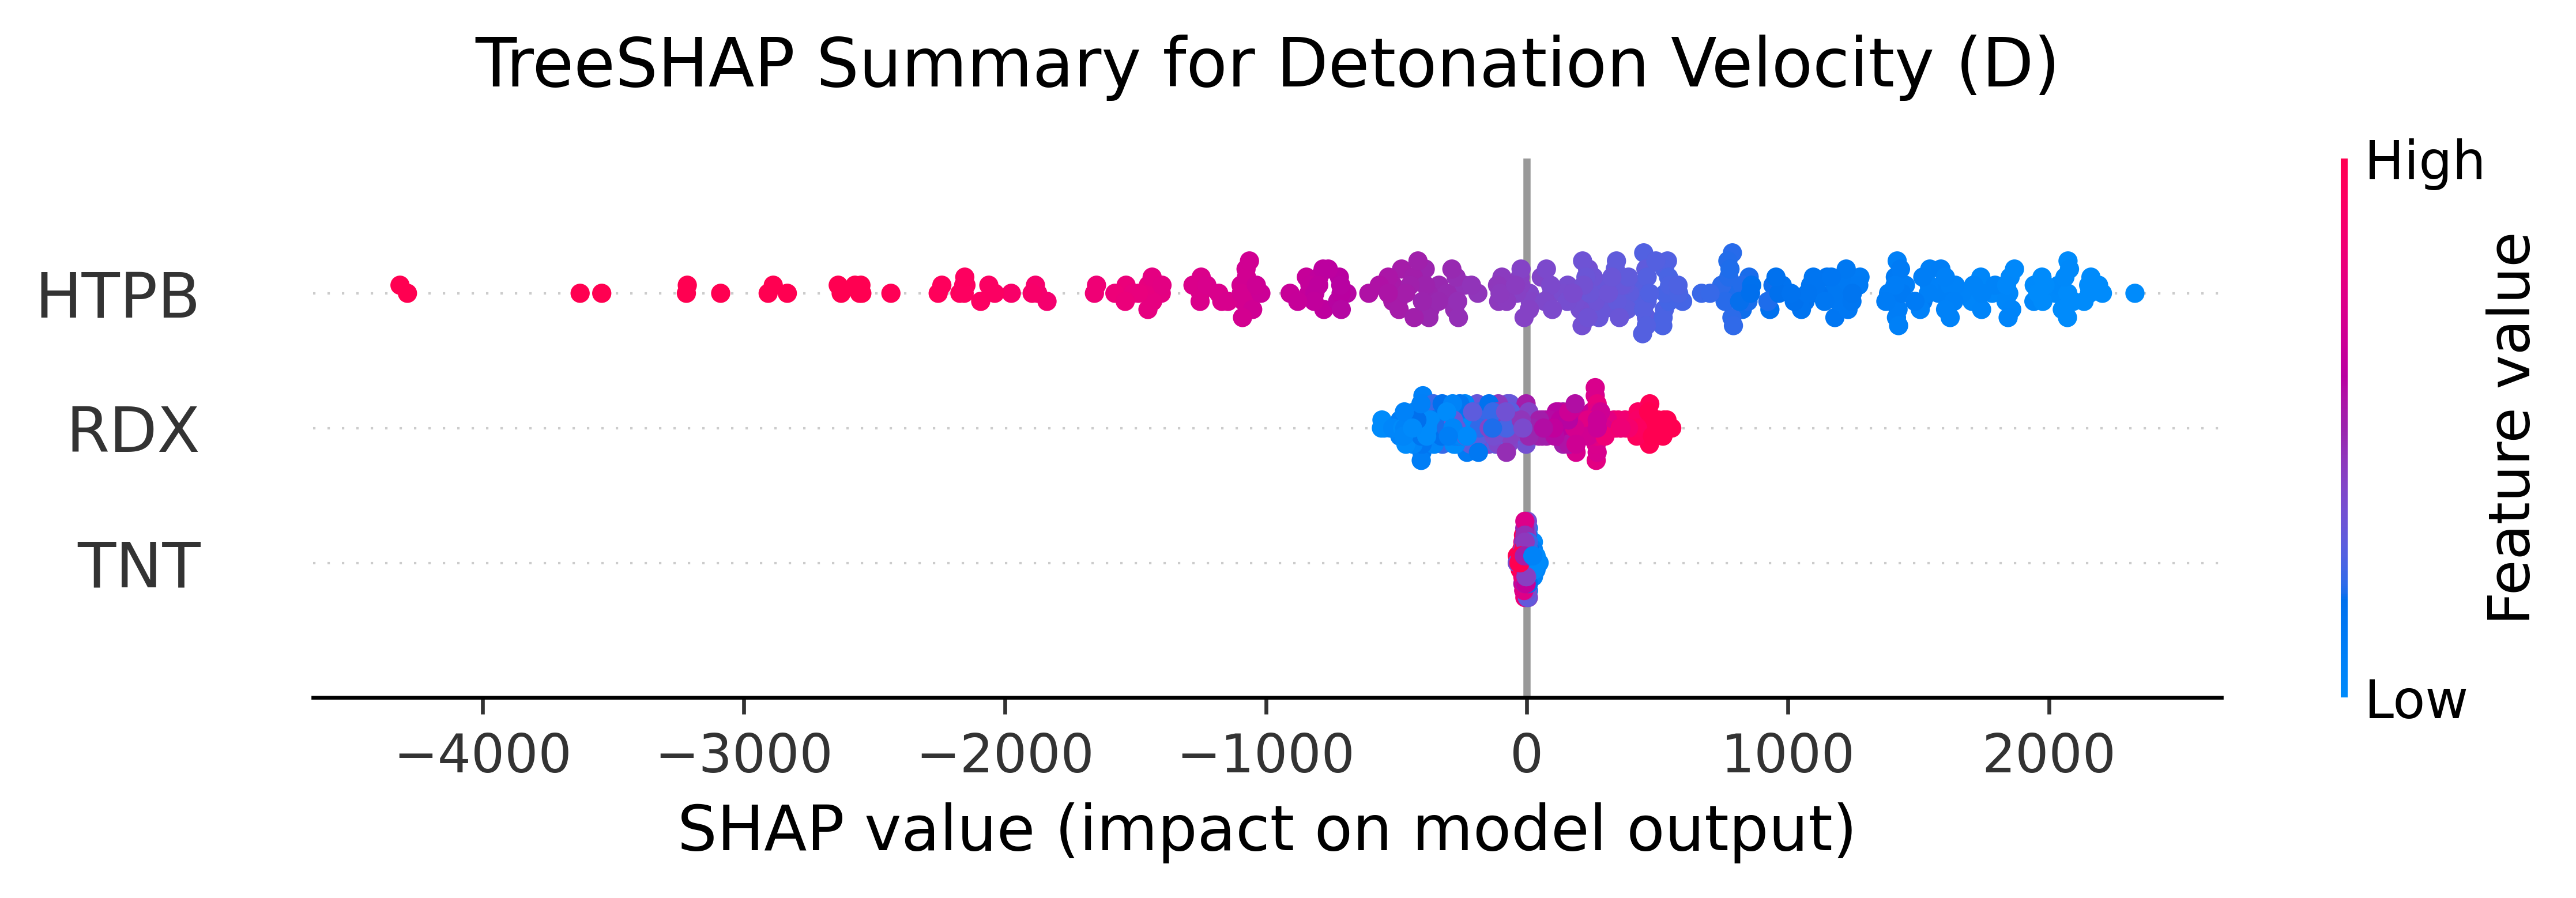 TreeSHAP Summary for Detonation Velocity (D)
High
HTPB
RDX
TNT
Feature value
Low
−4000 −3000 −2000 −1000 0 1000 2000
SHAP value (impact on model output)